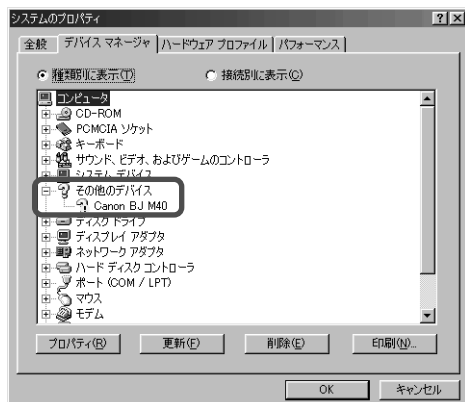 システムのプロパティ
全般 デバイス マネージャ ハードウェア プロファイル パフォーマンス
種類別に表示(T) 接続別に表示(C)
コンピュータ
CD-ROM
PCMCIA ソケット
キーボード
サウンド、ビデオ、およびゲームのコントローラ
システム デバイス
その他のデバイス
Canon BJ M40
ディスク ドライブ
ディスプレイ アダプタ
ネットワーク アダプタ
ハード ディスク コントローラ
ポート (COM / LPT)
マウス
モデム
プロパティ(R) 更新(F) 削除(E) 印刷(N)...
OK キャンセル